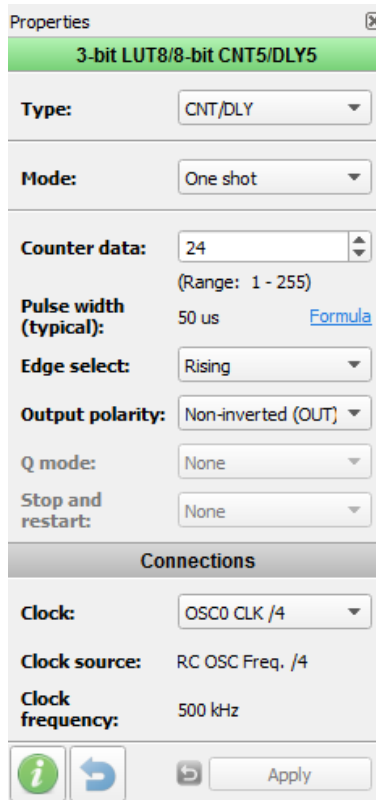 Properties
3-bit LUT8/8-bit CNT5/DLY5
Type: CNT/DLY
Mode: One shot
Counter data: 24
(Range: 1 - 255)
Pulse width (typical): 50 us Formula
Edge select: Rising
Output polarity: Non-inverted (OUT)
Q mode: None
Stop and restart: None
Connections
Clock: OSC0 CLK /4
Clock source: RC OSC Freq. /4
Clock frequency: 500 kHz
Apply